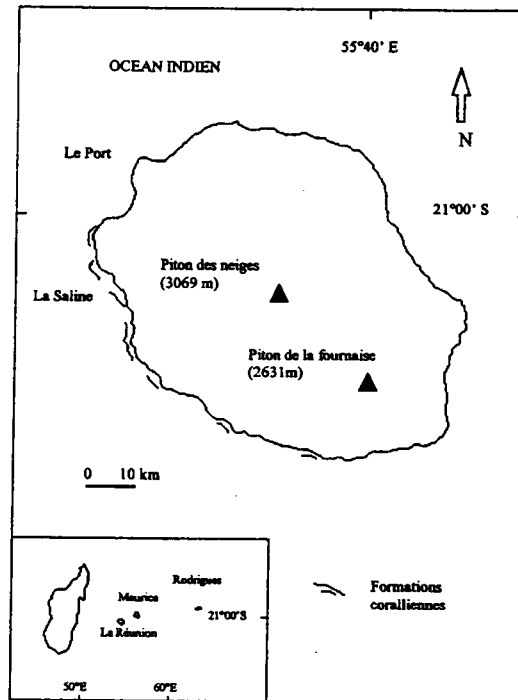 55°40' E
OCEAN INDIEN
N
Le Port
21°00' S
Piton des neiges
(3069 m)
La Saline
Piton de la fournaise
(2631m)
0 10 km
Rodrigues
Maurice
21°00'S
La Réunion
50°E 60°E
Formations
coralliennes